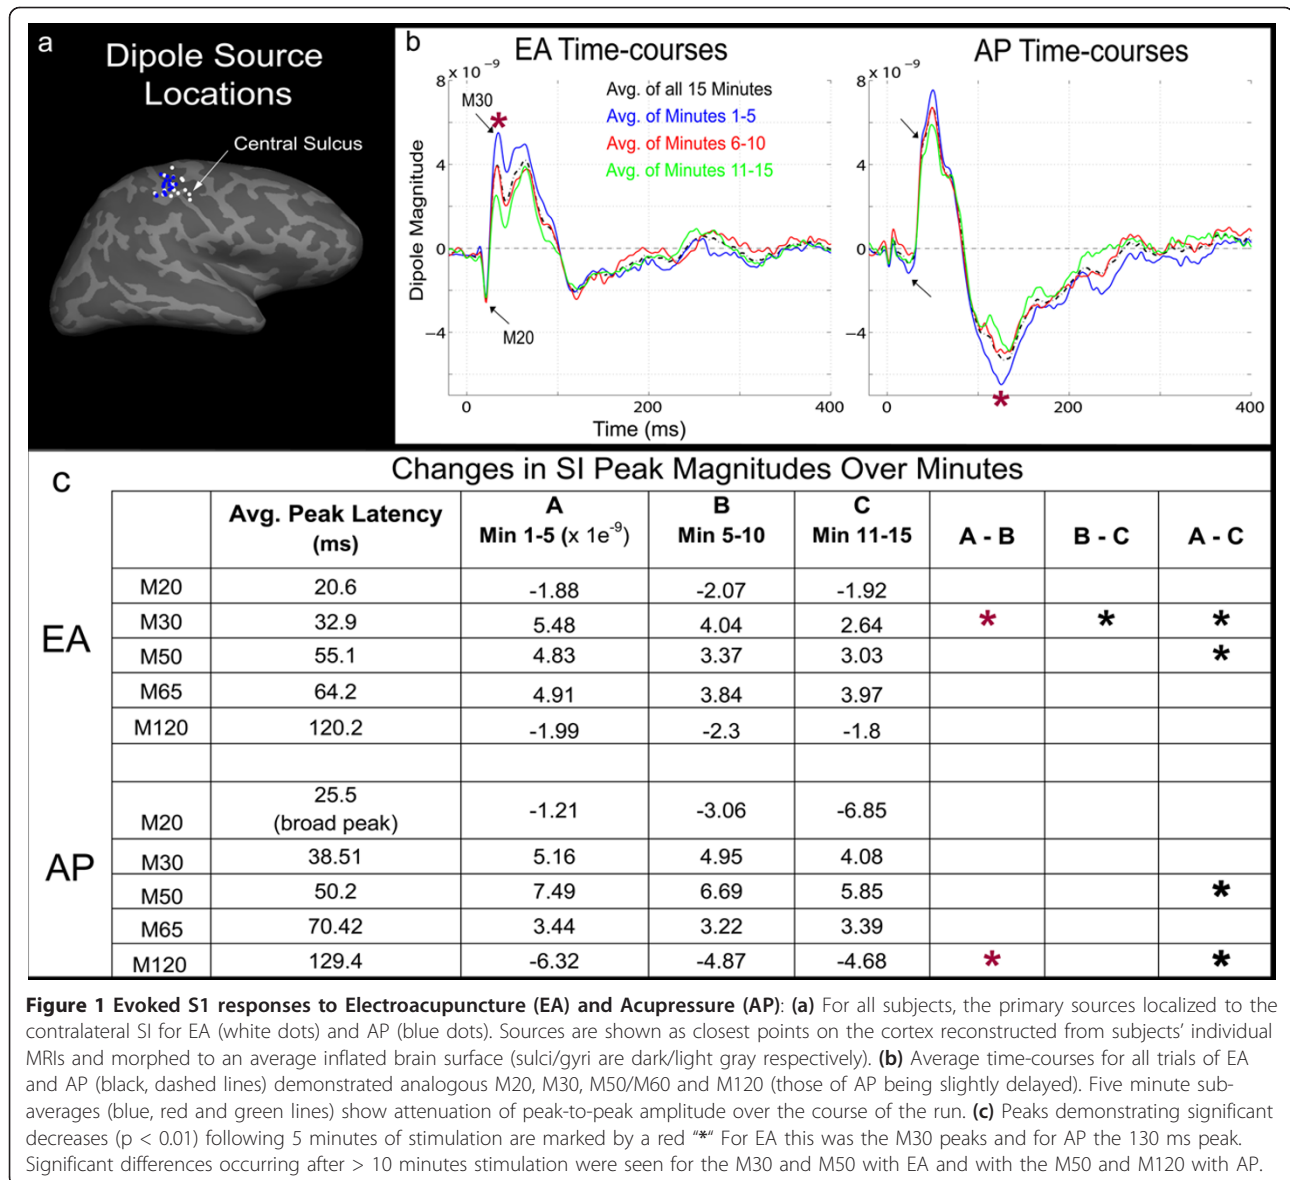 a
Dipole Source
Locations
Central Sulcus
b
EA Time-courses
AP Time-courses
8 x 10⁻⁹
8 x 10⁻⁹
M30
*
Avg. of all 15 Minutes
Avg. of Minutes 1-5
Avg. of Minutes 6-10
Avg. of Minutes 11-15
Dipole Magnitude
4
0
−4
M20
4
0
−4
*
0 200 400
0 200 400
Time (ms)
c
Changes in SI Peak Magnitudes Over Minutes
Avg. Peak Latency (ms) A Min 1-5 (x 1e⁻⁹) B Min 5-10 C Min 11-15 A - B B - C A - C
EA
M20 20.6 -1.88 -2.07 -1.92
M30 32.9 5.48 4.04 2.64 * * *
M50 55.1 4.83 3.37 3.03 *
M65 64.2 4.91 3.84 3.97
M120 120.2 -1.99 -2.3 -1.8
AP
M20 25.5 (broad peak) -1.21 -3.06 -6.85
M30 38.51 5.16 4.95 4.08
M50 50.2 7.49 6.69 5.85 *
M65 70.42 3.44 3.22 3.39
M120 129.4 -6.32 -4.87 -4.68 * *
Figure 1 Evoked S1 responses to Electroacupuncture (EA) and Acupressure (AP): (a) For all subjects, the primary sources localized to the
contralateral SI for EA (white dots) and AP (blue dots). Sources are shown as closest points on the cortex reconstructed from subjects’ individual
MRIs and morphed to an average inflated brain surface (sulci/gyri are dark/light gray respectively). (b) Average time-courses for all trials of EA
and AP (black, dashed lines) demonstrated analogous M20, M30, M50/M60 and M120 (those of AP being slightly delayed). Five minute sub-
averages (blue, red and green lines) show attenuation of peak-to-peak amplitude over the course of the run. (c) Peaks demonstrating significant
decreases (p < 0.01) following 5 minutes of stimulation are marked by a red “*“ For EA this was the M30 peaks and for AP the 130 ms peak.
Significant differences occurring after > 10 minutes stimulation were seen for the M30 and M50 with EA and with the M50 and M120 with AP.